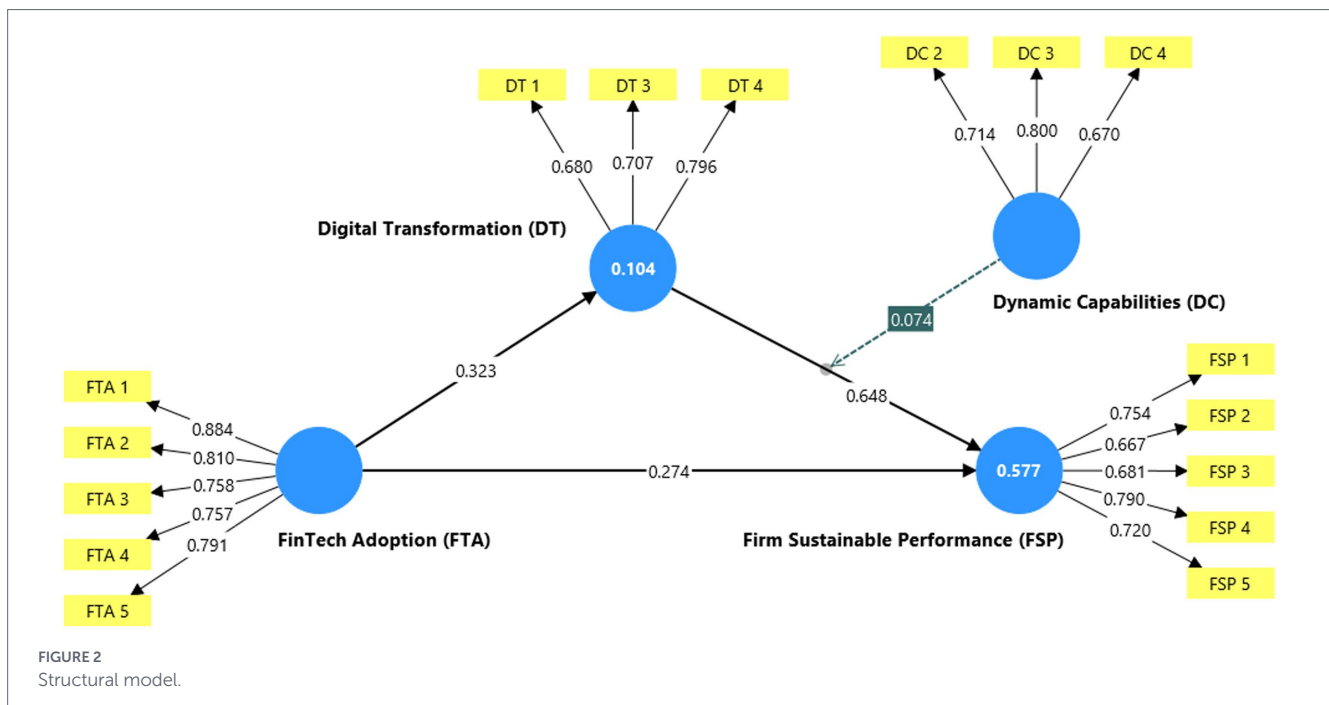 DC 2
DC 3
DC 4
DT 1
DT 3
DT 4
0.714
0.800
0.670
0.680
0.707
0.796
Digital Transformation (DT)
0.104
Dynamic Capabilities (DC)
0.074
0.323
0.648
FTA 1
FTA 2
FTA 3
FTA 4
FTA 5
0.884
0.810
0.758
0.757
0.791
0.274
0.577
FinTech Adoption (FTA)
Firm Sustainable Performance (FSP)
0.754
0.667
0.681
0.790
0.720
FSP 1
FSP 2
FSP 3
FSP 4
FSP 5
FIGURE 2
Structural model.